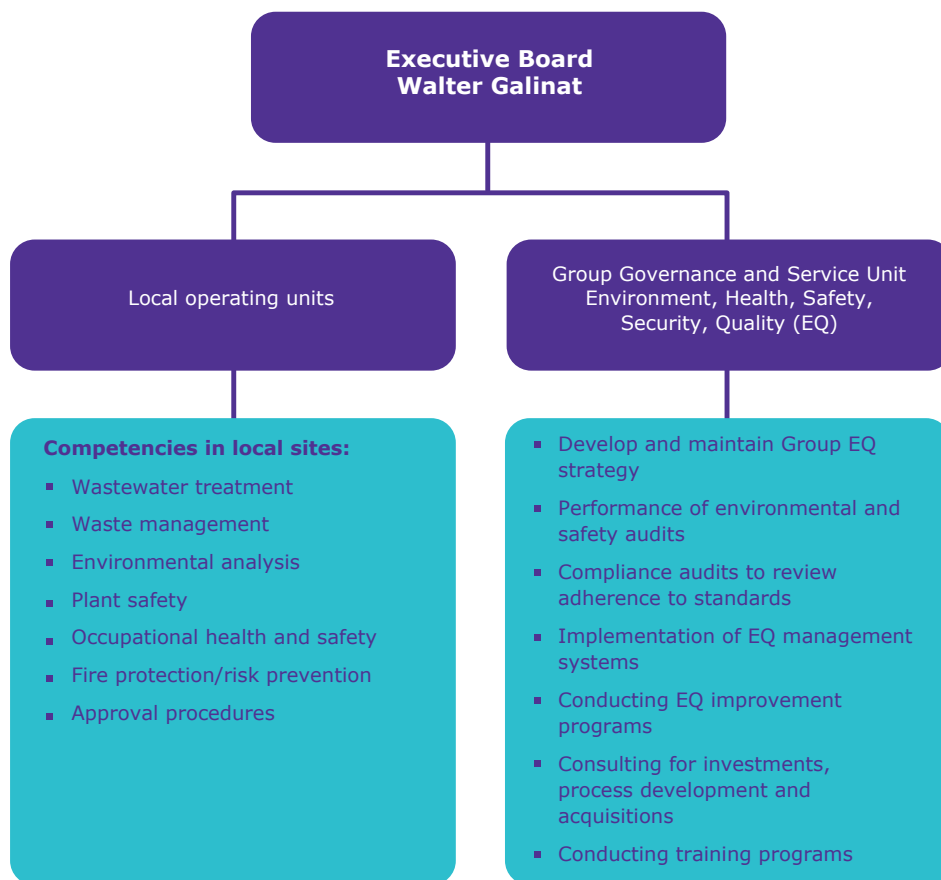 Executive Board
Walter Galinat
Local operating units
Group Governance and Service Unit
Environment, Health, Safety,
Security, Quality (EQ)
Competencies in local sites:
▪ Wastewater treatment
▪ Waste management
▪ Environmental analysis
▪ Plant safety
▪ Occupational health and safety
▪ Fire protection/risk prevention
▪ Approval procedures
▪ Develop and maintain Group EQ
strategy
▪ Performance of environmental and
safety audits
▪ Compliance audits to review
adherence to standards
▪ Implementation of EQ management
systems
▪ Conducting EQ improvement
programs
▪ Consulting for investments,
process development and
acquisitions
▪ Conducting training programs